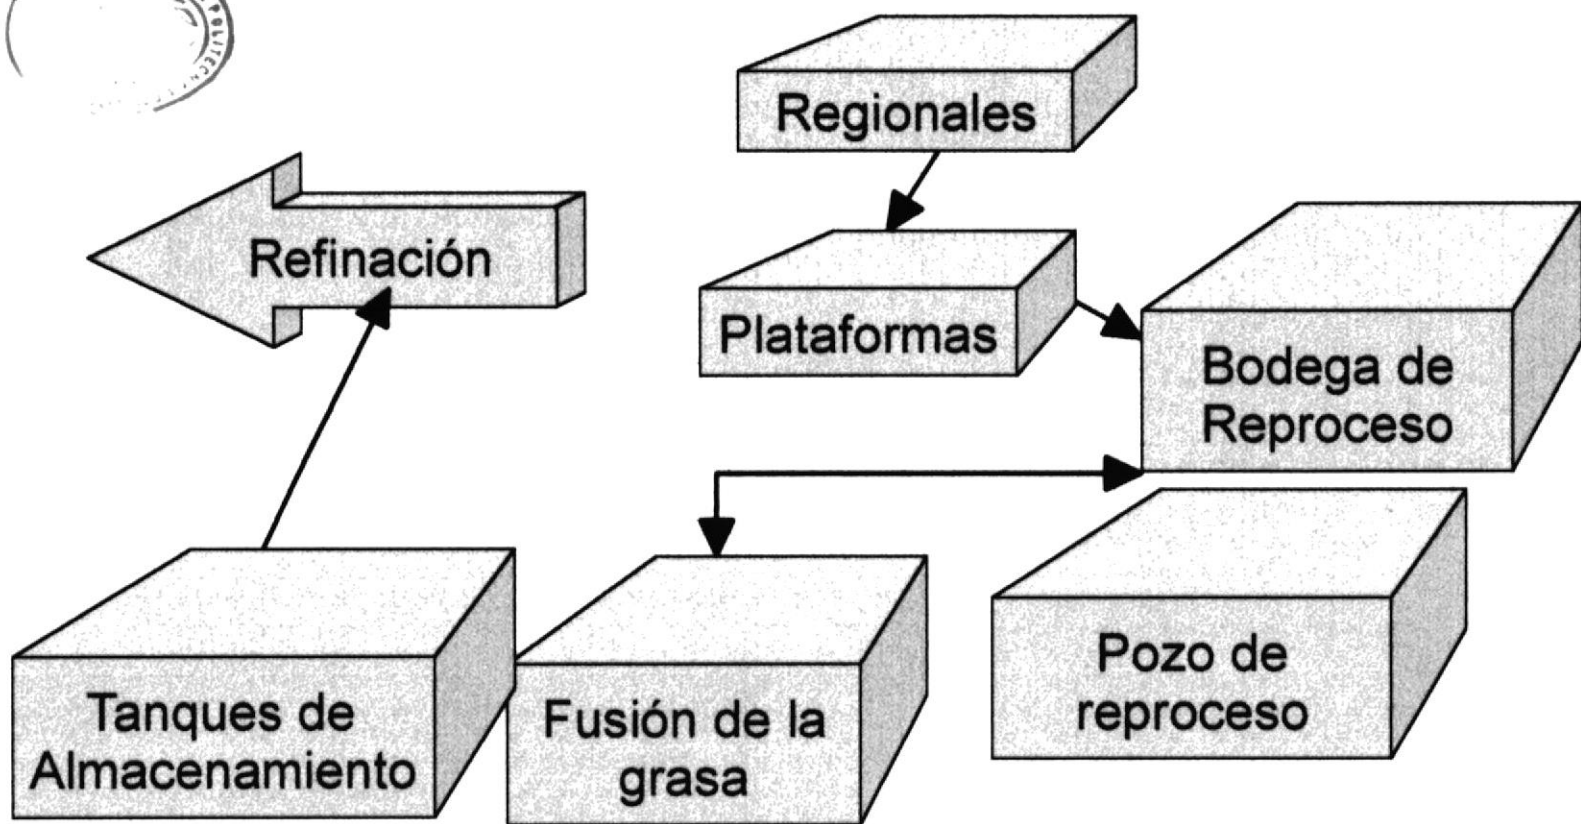 Regionales
Refinación
Plataformas
Bodega de
Reproceso
Tanques de
Almacenamiento
Fusión de la
grasa
Pozo de
reproceso